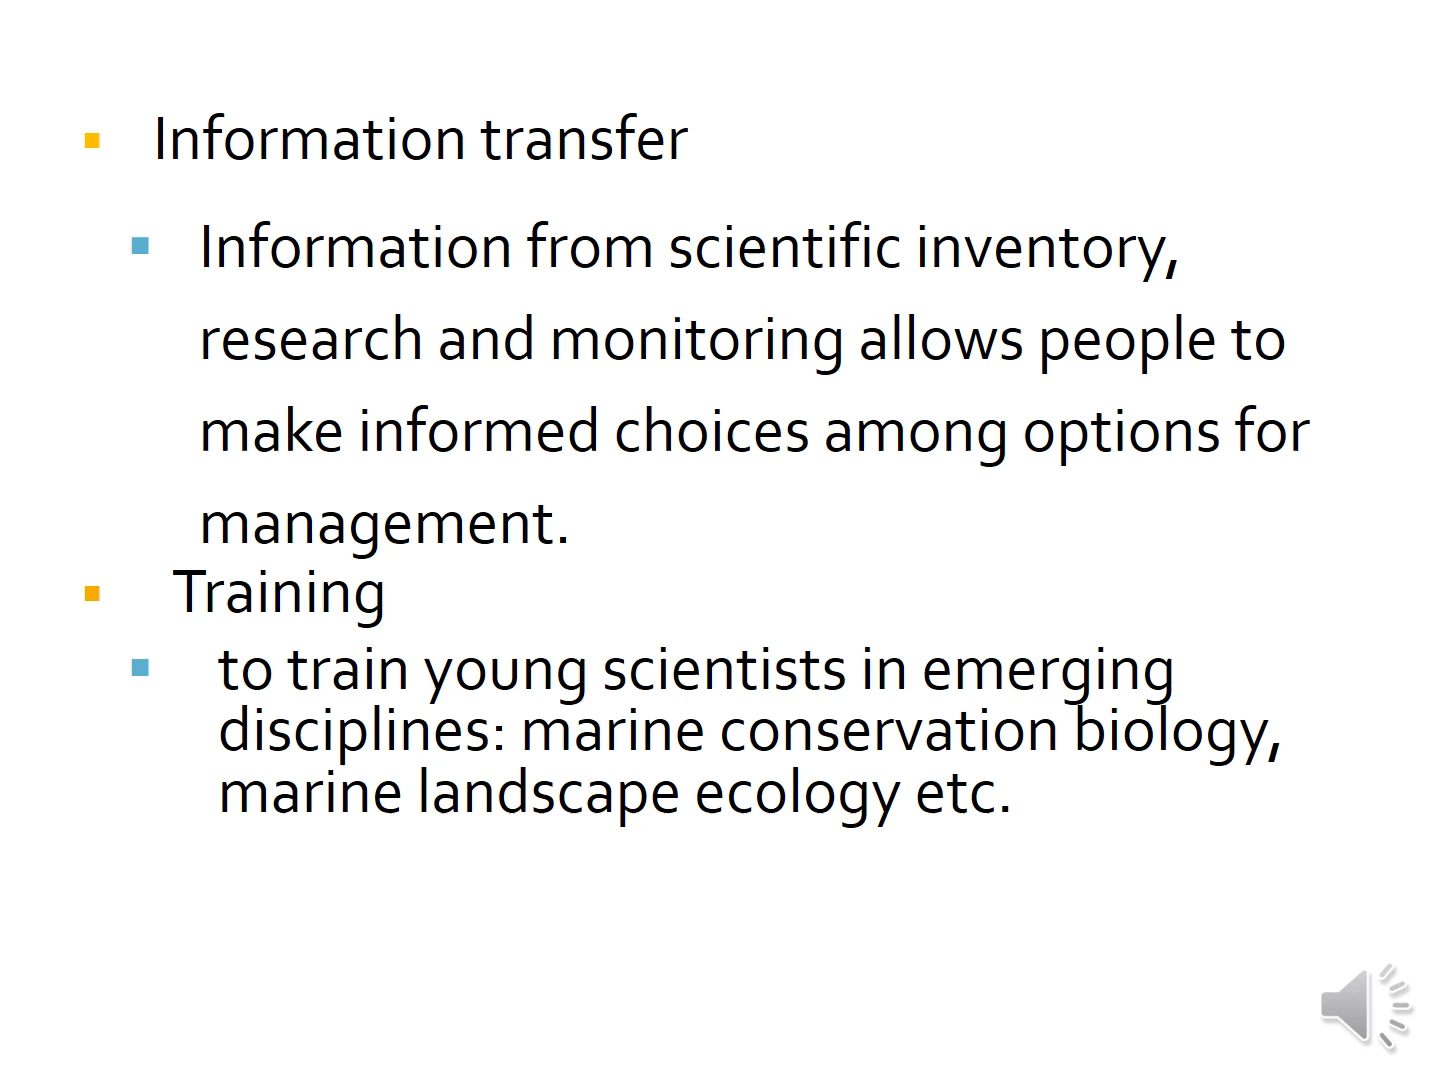 Information transfer
Information from scientific inventory,
research and monitoring allows people to
make informed choices among options for
management.
Training
to train young scientists in emerging
disciplines: marine conservation biology,
marine landscape ecology etc.